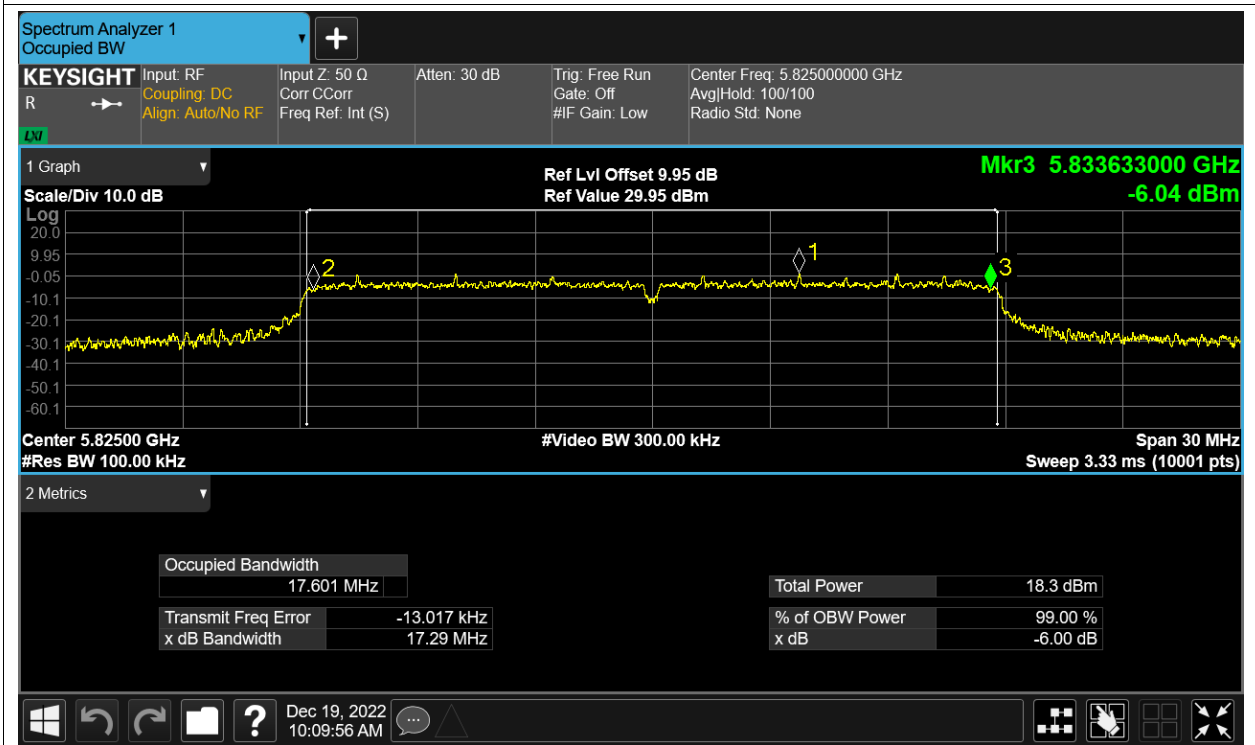 Spectrum Analyzer 1
Occupied BW
KEYSIGHT
R
LXI
Input: RF
Coupling: DC
Align: Auto/No RF
Input Z: 50 Ω
Corr CCorr
Freq Ref: Int (S)
Atten: 30 dB
Trig: Free Run
Gate: Off
#IF Gain: Low
Center Freq: 5.825000000 GHz
Avg|Hold: 100/100
Radio Std: None
1 Graph
Scale/Div 10.0 dB
Ref Lvl Offset 9.95 dB
Ref Value 29.95 dBm
Mkr3 5.833633000 GHz
-6.04 dBm
Log
20.0
9.95
-0.05
-10.1
-20.1
-30.1
-40.1
-50.1
-60.1
2
1
3
Center 5.82500 GHz
#Video BW 300.00 kHz
Span 30 MHz
#Res BW 100.00 kHz
Sweep 3.33 ms (10001 pts)
2 Metrics
Occupied Bandwidth
17.601 MHz
Total Power 18.3 dBm
Transmit Freq Error -13.017 kHz
% of OBW Power 99.00 %
x dB Bandwidth 17.29 MHz
x dB -6.00 dB
?
Dec 19, 2022
10:09:56 AM